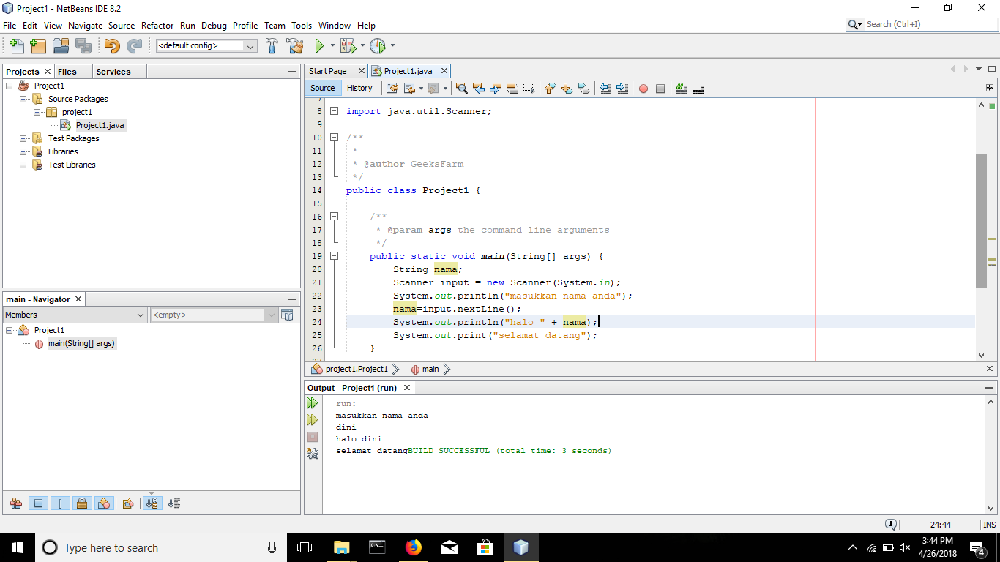 Project1 - NetBeans IDE 8.2
File Edit View Navigate Source Refactor Run Debug Profile Team Tools Window Help
Search (Ctrl+I)
<default config>
Projects Files Services
Project1
Source Packages
project1
Project1.java
Test Packages
Libraries
Test Libraries
main - Navigator
Members
<empty>
Project1
main(String[] args)
Start Page Project1.java
Source History
7
8 import java.util.Scanner;
9
10 /**
11 *
12 * @author GeeksFarm
13 */
14 public class Project1 {
15
16 /**
17 * @param args the command line arguments
18 */
19 public static void main(String[] args) {
20 String nama;
21 Scanner input = new Scanner(System.in);
22 System.out.println("masukkan nama anda");
23 nama=input.nextLine();
24 System.out.println("halo " + nama);
25 System.out.print("selamat datang");
26 }
27
project1.Project1 main
Output - Project1 (run)
run:
masukkan nama anda
dini
halo dini
selamat datangBUILD SUCCESSFUL (total time: 3 seconds)
1 24:44 INS
Type here to search
3:44 PM
4/26/2018
4